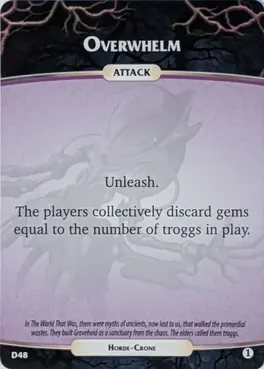 OVERWHELM
ATTACK
Unleash.
The players collectively discard gems
equal to the number of troggs in play.
In The World That Was, there were myths of ancients, now lost to us, that walked the primordial
wastes. They built Gravehold as a sanctuary from the chaos. The elders called them troggs.
HORDE-CRONE
D48
1